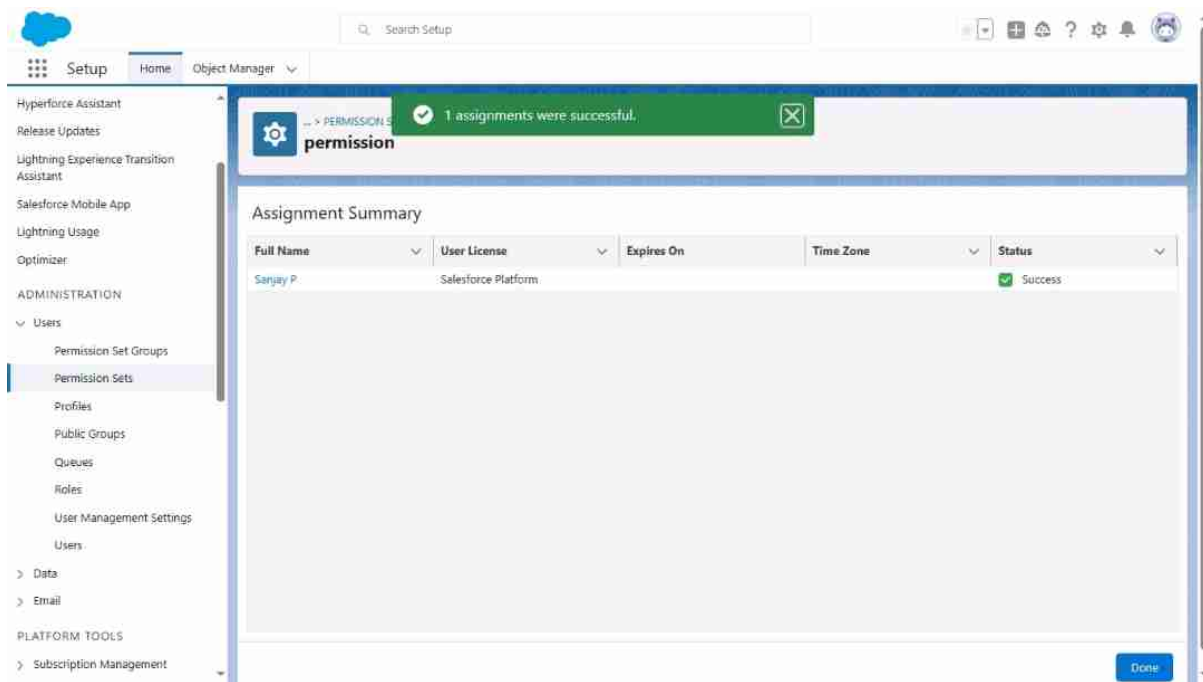 Search Setup
Setup
Home
Object Manager
Hyperforce Assistant
Release Updates
Lightning Experience Transition
Assistant
Salesforce Mobile App
Lightning Usage
Optimizer
ADMINISTRATION
Users
Permission Set Groups
Permission Sets
Profiles
Public Groups
Queues
Roles
User Management Settings
Users
Data
Email
PLATFORM TOOLS
Subscription Management
... > PERMISSION S
1 assignments were successful.
permission
Assignment Summary
Full Name User License Expires On Time Zone Status
Sanjay P Salesforce Platform Success
Done